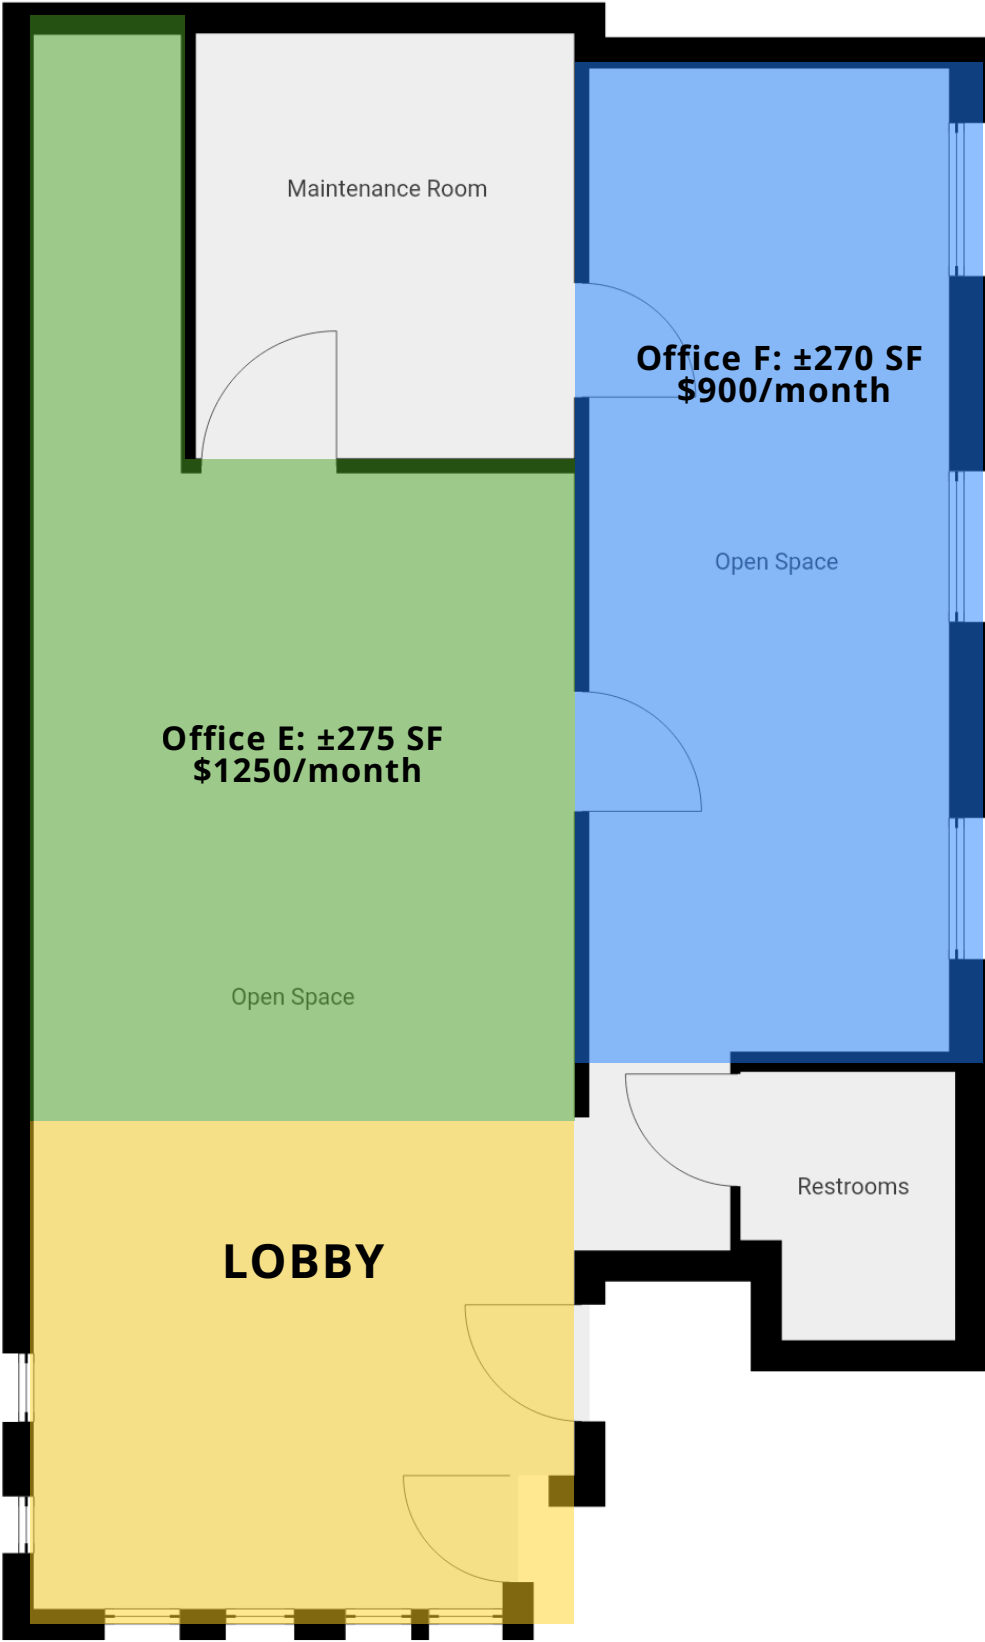 Maintenance Room
Office F: ±270 SF
$900/month
Open Space
Office E: ±275 SF
$1250/month
Open Space
Restrooms
LOBBY